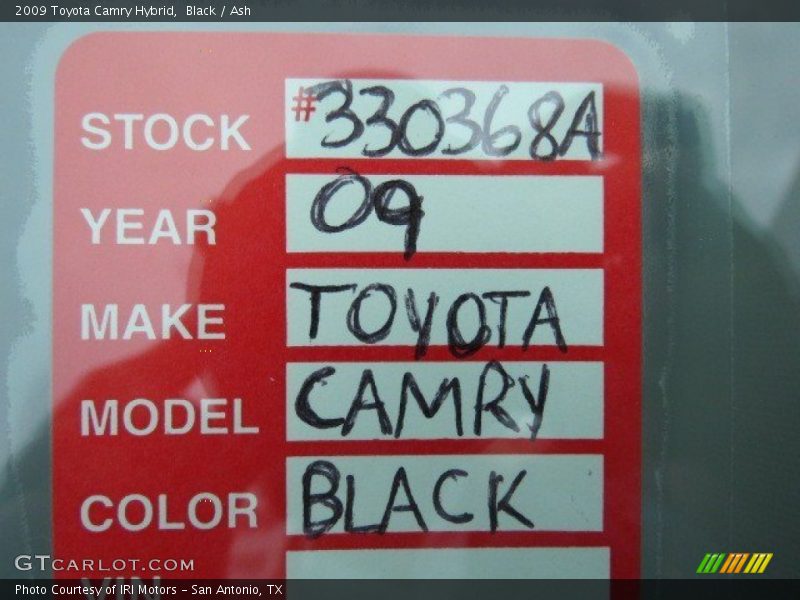 2009 Toyota Camry Hybrid,  Black / Ash
STOCK #330368A
YEAR 09
MAKE TOYOTA
MODEL CAMRY
COLOR BLACK
GTCARLOT.COM
VIN
Photo Courtesy of IRI Motors – San Antonio, TX